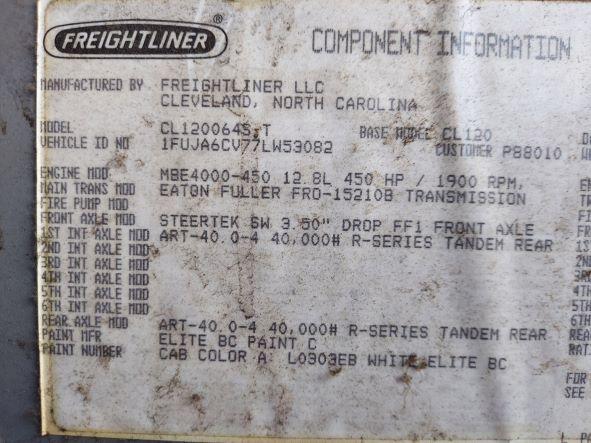 FREIGHTLINER®
COMPONENT INFORMATION
MANUFACTURED BY FREIGHTLINER LLC
CLEVELAND, NORTH CAROLINA
MODEL CL120064S,T BASE MODEL CL120
VEHICLE ID NO 1FUJA6CV77LW53082 CUSTOMER P88010
ENGINE MOD MBE4000-450 12.8L 450 HP / 1900 RPM,
MAIN TRANS MOD EATON FULLER FRO-15210B TRANSMISSION
FIRE PUMP MOD
FRONT AXLE MOD STEERTEK 5W 3.50" DROP FF1 FRONT AXLE
1ST INT AXLE MOD ART-40.0-4 40,000# R-SERIES TANDEM REAR
2ND INT AXLE MOD
3RD INT AXLE MOD
4TH INT AXLE MOD
5TH INT AXLE MOD
6TH INT AXLE MOD
REAR AXLE MOD ART-40.0-4 40,000# R-SERIES TANDEM REAR
PAINT MFR ELITE BC PAINT C
PAINT NUMBER CAB COLOR A: L0303EB WHITE ELITE BC
FOR
SEE